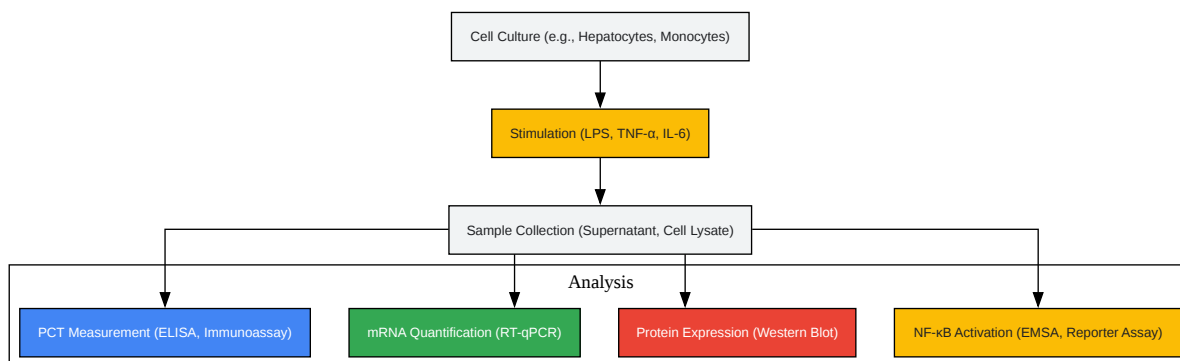 Cell Culture (e.g., Hepatocytes, Monocytes)
Stimulation (LPS, TNF-α, IL-6)
Sample Collection (Supernatant, Cell Lysate)
Analysis
PCT Measurement (ELISA, Immunoassay)
mRNA Quantification (RT-qPCR)
Protein Expression (Western Blot)
NF-κB Activation (EMSA, Reporter Assay)